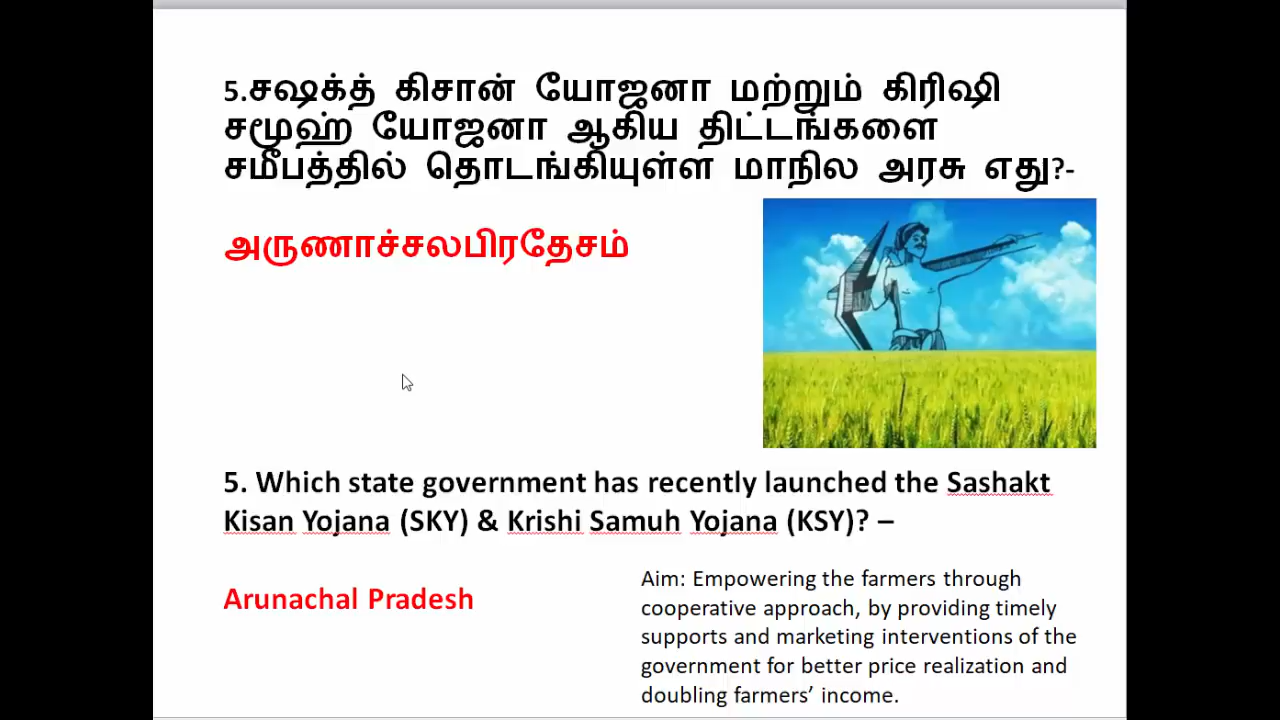 5.சஷக்த் கிசான் யோஜனா மற்றும் கிரிஷி
சமூஹ் யோஜனா ஆகிய திட்டங்களை
சமீபத்தில் தொடங்கியுள்ள மாநில அரசு எது?-
அருணாச்சலபிரதேசம்
5. Which state government has recently launched the Sashakt
Kisan Yojana (SKY) & Krishi Samuh Yojana (KSY)? –
Arunachal Pradesh
Aim: Empowering the farmers through
cooperative approach, by providing timely
supports and marketing interventions of the
government for better price realization and
doubling farmers’ income.